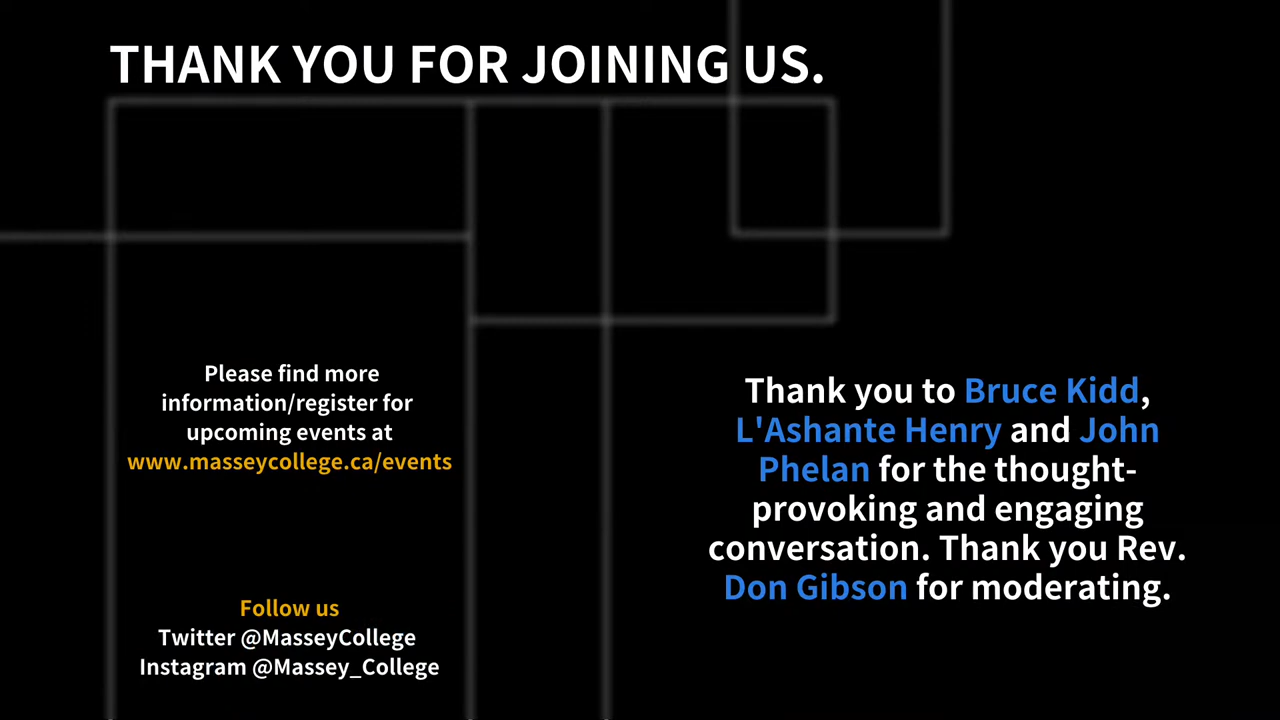 THANK YOU FOR JOINING US.
Please find more
information/register for
upcoming events at
www.masseycollege.ca/events
Follow us
Twitter @MasseyCollege
Instagram @Massey_College
Thank you to Bruce Kidd,
L'Ashante Henry and John
Phelan for the thought-
provoking and engaging
conversation. Thank you Rev.
Don Gibson for moderating.